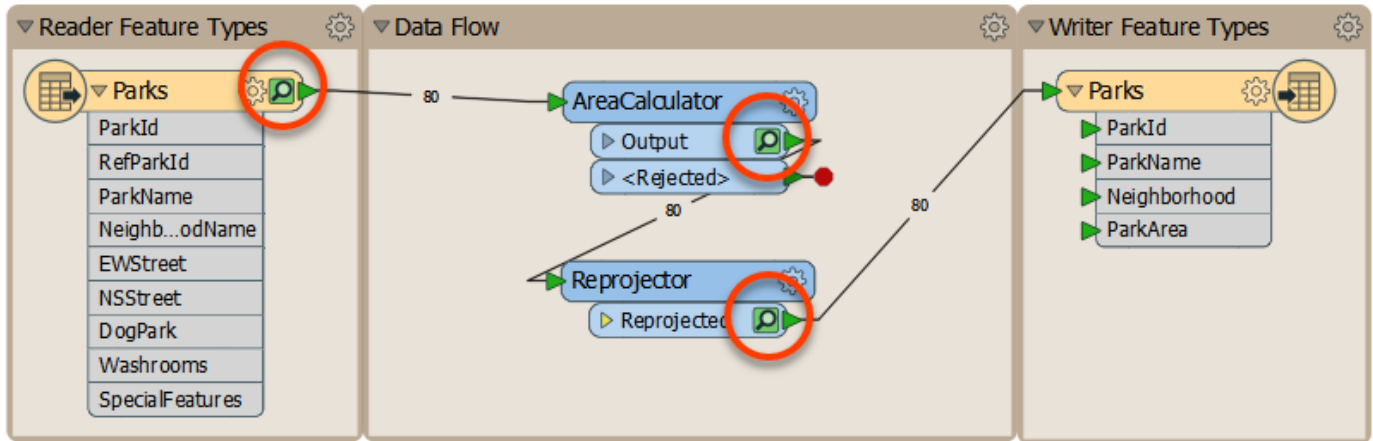 Reader Feature Types
Data Flow
Writer Feature Types
Parks
ParkId
RefParkId
ParkName
Neighb...odName
EWStreet
NSStreet
DogPark
Washrooms
SpecialFeatures
80
AreaCalculator
Output
<Rejected>
80
Reprojector
Reprojected
80
Parks
ParkId
ParkName
Neighborhood
ParkArea